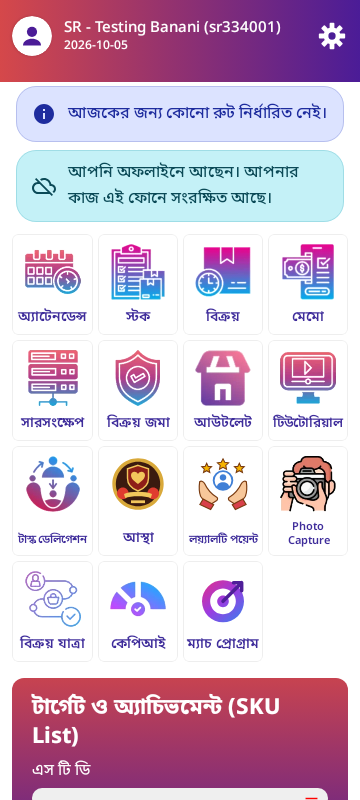 SR - Testing Banani (sr334001)
2026-10-05
আজকের জন্য কোনো রুট নির্ধারিত নেই।
আপনি অফলাইনে আছেন। আপনার
কাজ এই ফোনে সংরক্ষিত আছে।
অ্যাটেনডেন্স
স্টক
বিক্রয়
মেমো
সারসংক্ষেপ
বিক্রয় জমা
আউটলেট
টিউটোরিয়াল
টাস্ক ডেলিগেশন
আস্থা
লয়্যালটি পয়েন্ট
Photo
Capture
বিক্রয় যাত্রা
কেপিআই
ম্যাচ প্রোগ্রাম
টার্গেট ও অ্যাচিভমেন্ট (SKU
List)
এস টি ডি